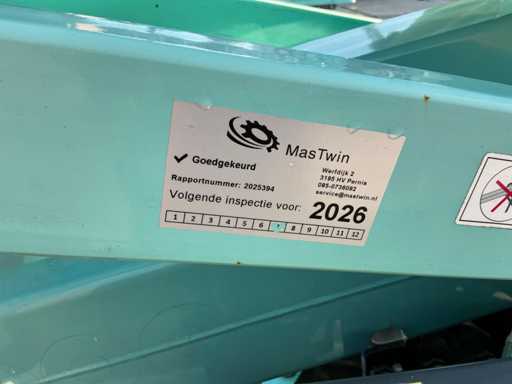 MasTwin
Werfdijk 2
3195 HV Pernis
085-0736092
service@mastwin.nl
✓ Goedgekeurd
Rapportnummer: 2025394
Volgende inspectie voor: 2026
1 2 3 4 5 6 8 9 10 11 12